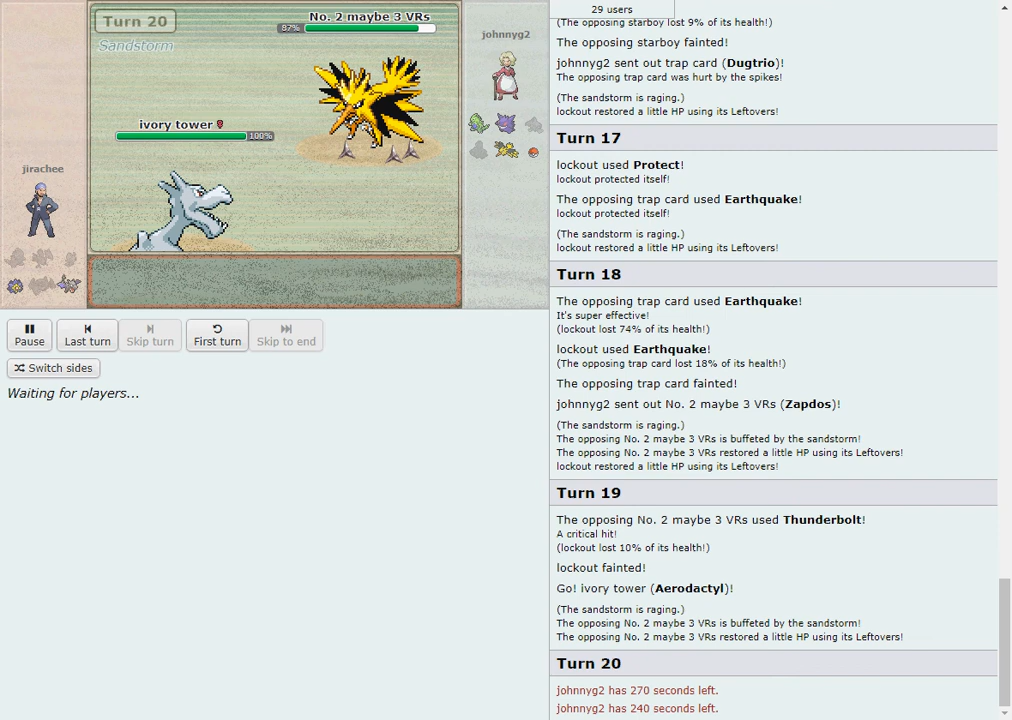 29 users
Turn 20
Sandstorm
No. 2 maybe 3 VRs
87%
ivory tower
100%
jirachee
johnnyg2
Pause
Last turn
Skip turn
First turn
Skip to end
Switch sides
Waiting for players...
(The opposing starboy lost 9% of its health!)
The opposing starboy fainted!
johnnyg2 sent out trap card (Dugtrio)!
The opposing trap card was hurt by the spikes!
(The sandstorm is raging.)
lockout restored a little HP using its Leftovers!
Turn 17
lockout used Protect!
lockout protected itself!
The opposing trap card used Earthquake!
lockout protected itself!
(The sandstorm is raging.)
lockout restored a little HP using its Leftovers!
Turn 18
The opposing trap card used Earthquake!
It's super effective!
(lockout lost 74% of its health!)
lockout used Earthquake!
(The opposing trap card lost 18% of its health!)
The opposing trap card fainted!
johnnyg2 sent out No. 2 maybe 3 VRs (Zapdos)!
(The sandstorm is raging.)
The opposing No. 2 maybe 3 VRs is buffeted by the sandstorm!
The opposing No. 2 maybe 3 VRs restored a little HP using its Leftovers!
lockout restored a little HP using its Leftovers!
Turn 19
The opposing No. 2 maybe 3 VRs used Thunderbolt!
A critical hit!
(lockout lost 10% of its health!)
lockout fainted!
Go! ivory tower (Aerodactyl)!
(The sandstorm is raging.)
The opposing No. 2 maybe 3 VRs is buffeted by the sandstorm!
The opposing No. 2 maybe 3 VRs restored a little HP using its Leftovers!
Turn 20
johnnyg2 has 270 seconds left.
johnnyg2 has 240 seconds left.